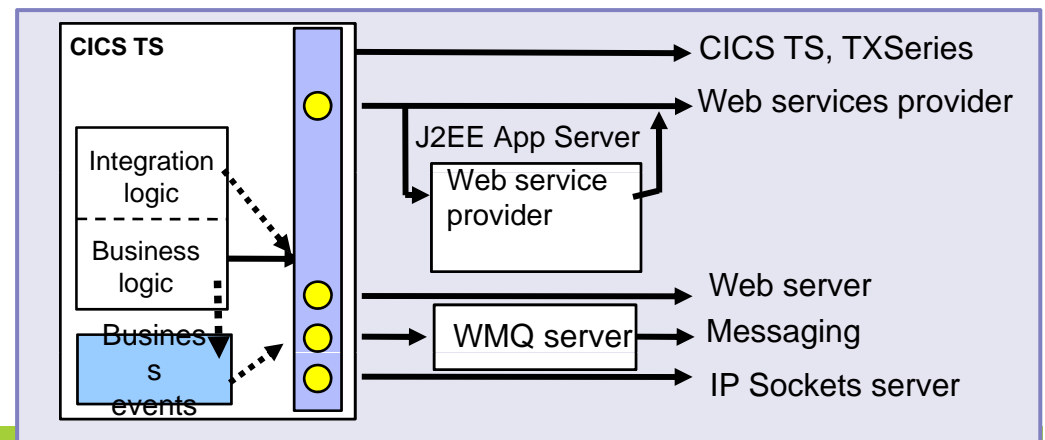 CICS TS
Integration
logic
Business
logic
Busines
s
events
CICS TS, TXSeries
Web services provider
J2EE App Server
Web service
provider
Web server
WMQ server
Messaging
IP Sockets server